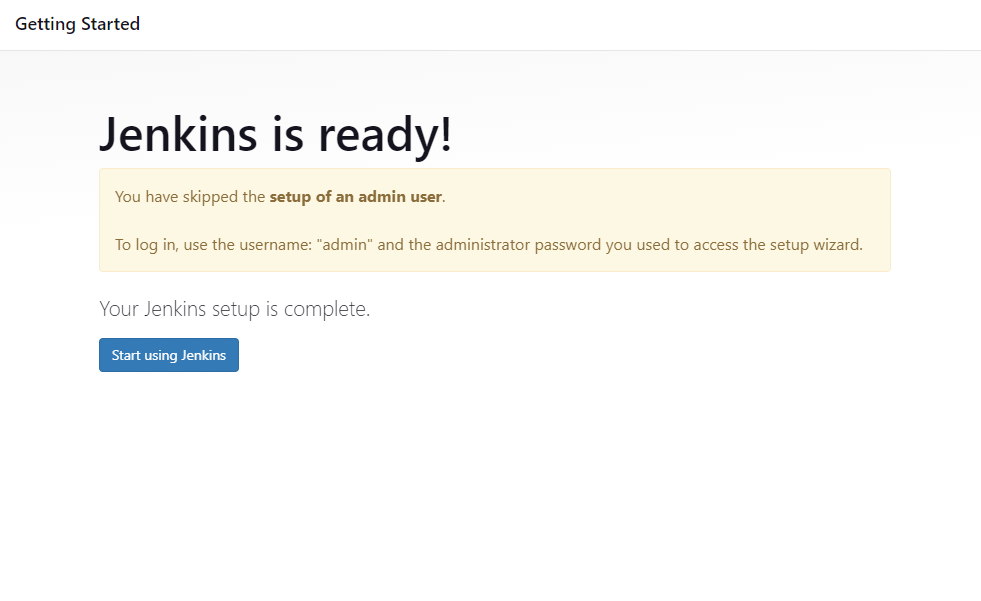 Getting Started
Jenkins is ready!
You have skipped the setup of an admin user.
To log in, use the username: "admin" and the administrator password you used to access the setup wizard.
Your Jenkins setup is complete.
Start using Jenkins